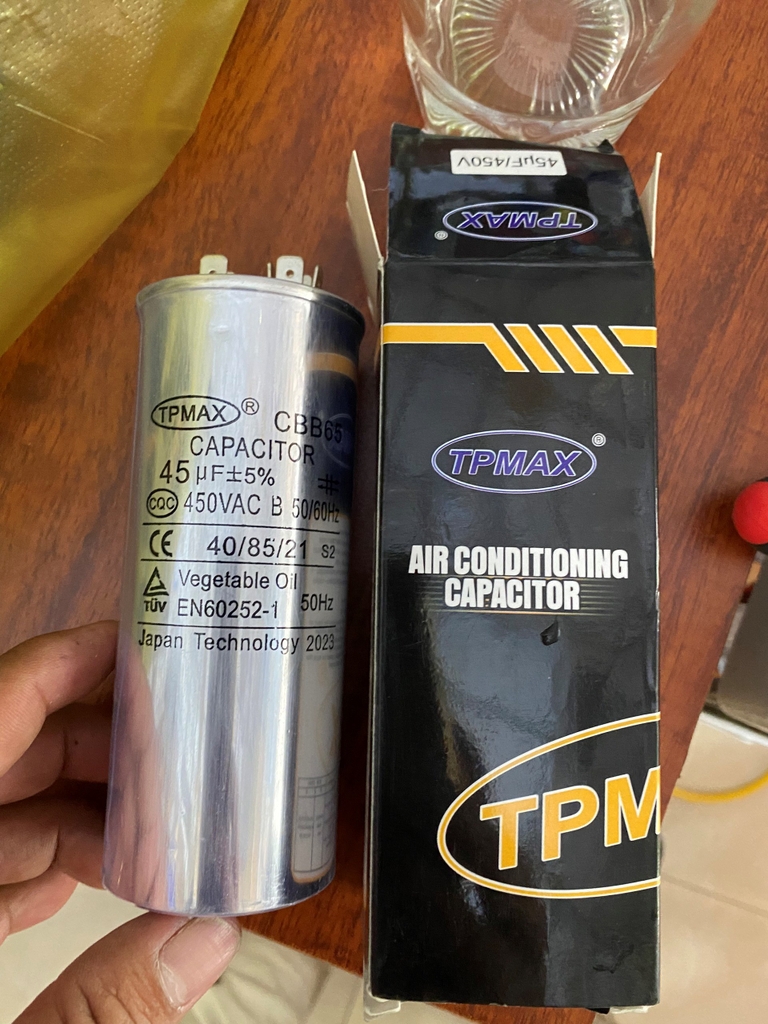 TPMAX ® CBB65
CAPACITOR
45 µF±5%
CQC 450VAC B 50/60Hz
CE 40/85/21 S2
Vegetable Oil
TÜV EN60252-1 50Hz
Japan Technology 2023
45µF/450V
TPMAX ®
TPMAX ®
AIR CONDITIONING
CAPACITOR
TPM